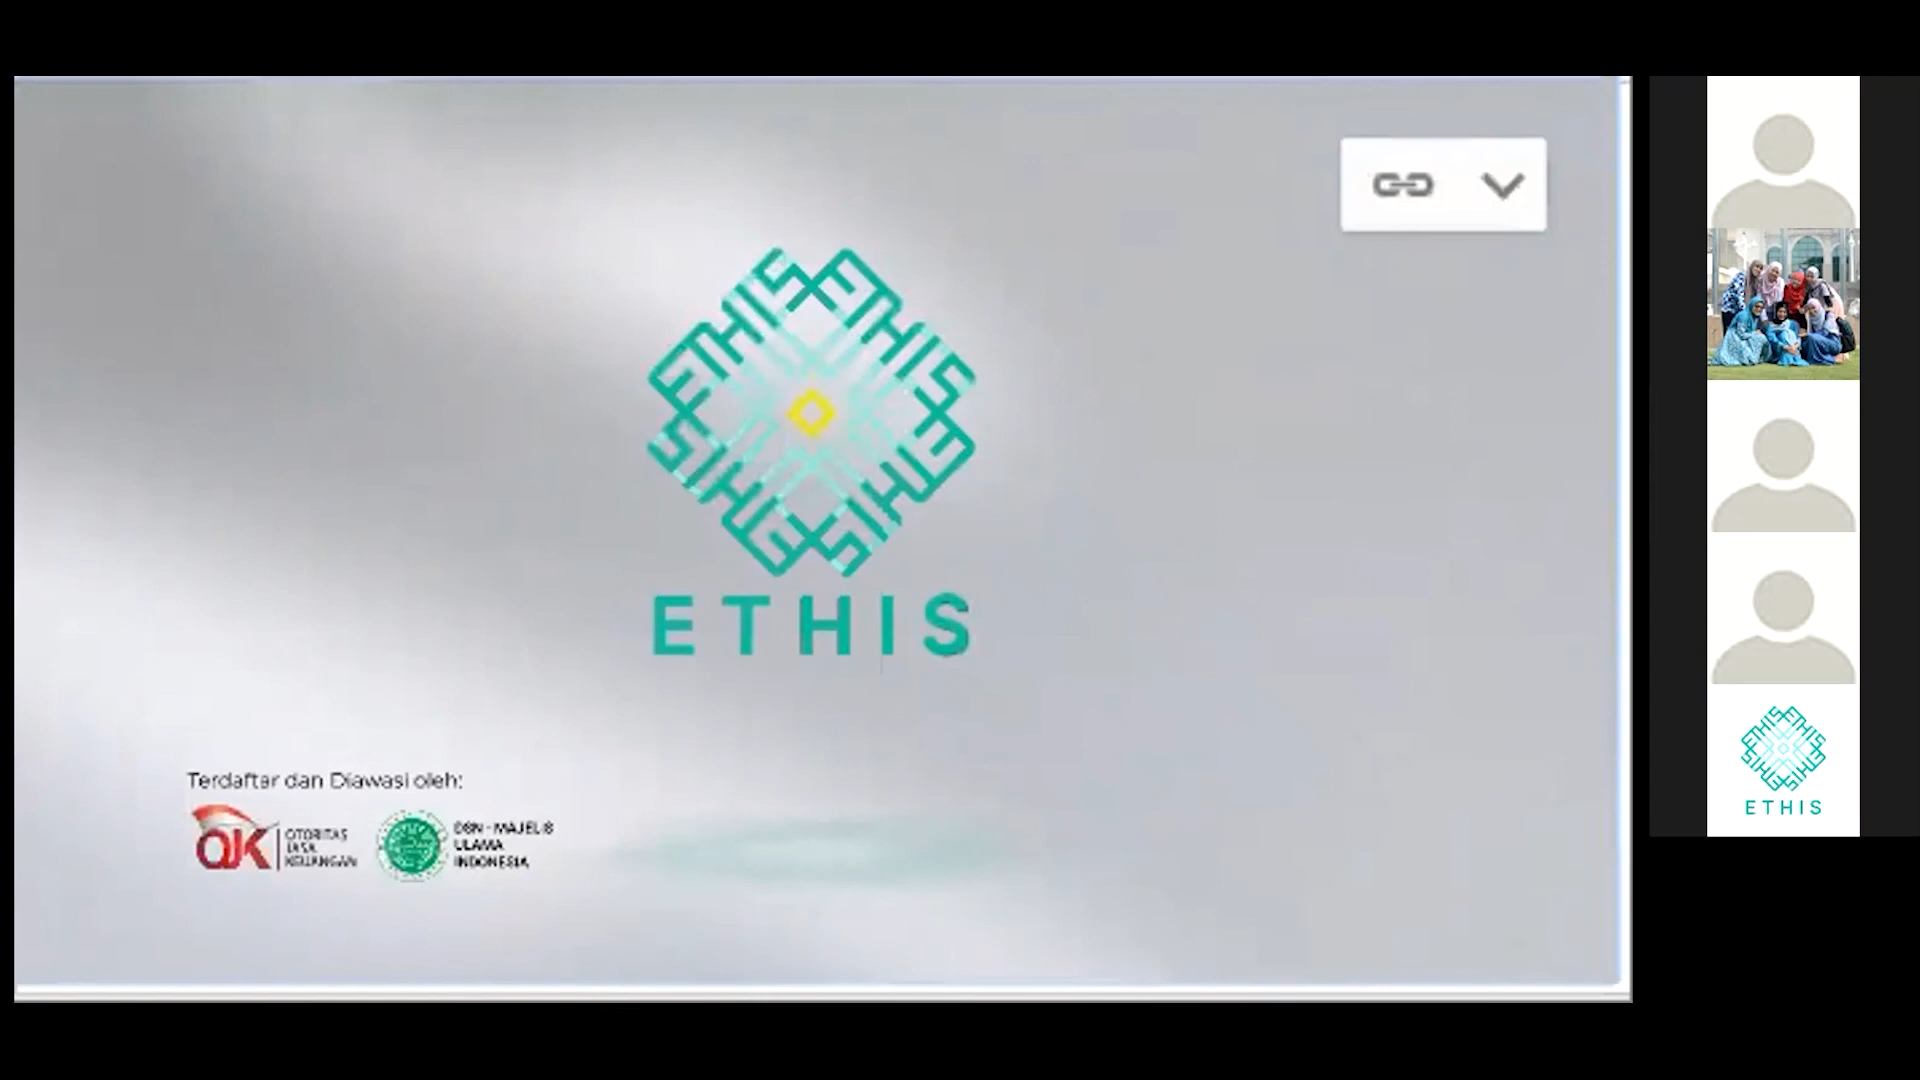 ETHIS
Terdaftar dan Diawasi oleh:
OJK
OTORITAS
JASA
KEUANGAN
DSN - MAJELIS
ULAMA
INDONESIA
ETHIS